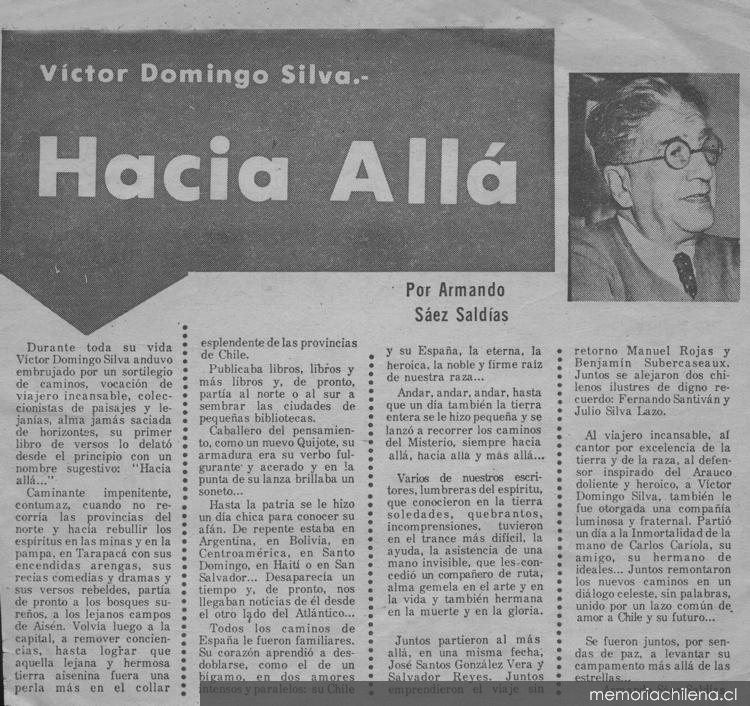 Víctor Domingo Silva.-
Hacia Allá
Por Armando
Sáez Saldías
Durante toda su vida
Víctor Domingo Silva anduvo
embrujado por un sortilegio
de caminos, vocación de
viajero incansable, colec-
cionistas de paisajes y le-
janías, alma jamás saciada
de horizontes, su primer
libro de versos lo delató
desde el principio con un
nombre sugestivo: "Hacia
allá..."
Caminante impenitente,
contumaz, cuando no re-
corría las provincias del
norte y hacía rebullir los
espíritus en las minas y en la
pampa, en Tarapacá con sus
encendidas arengas, sus
recias comedias y dramas y
sus versos rebeldes, partía
de pronto a los bosques su-
reños, a los lejanos campos
de Aisén. Volvía luego a la
capital, a remover concien-
cias, hasta lograr que
aquella lejana y hermosa
tierra aisenina fuera una
perla más en el collar
esplendente de las provincias
de Chile.
Publicaba libros, libros y
más libros y, de pronto,
partía al norte o al sur a
sembrar las ciudades de
pequeñas bibliotecas.
Caballero del pensamien-
to, como un nuevo Quijote, su
armadura era su verbo ful-
gurante y acerado y en la
punta de su lanza brillaba un
soneto...
Hasta la patria se le hizo
un día chica para conocer su
afán. De repente estaba en
Argentina, en Bolivia, en
Centroamérica, en Santo
Domingo, en Haití o en San
Salvador... Desaparecía un
tiempo y, de pronto, nos
llegaban noticias de él desde
el otro lado del Atlántico...
Todos los caminos de
España le fueron familiares.
Su corazón aprendió a des-
doblarse, como el de un
bígamo, en dos amores
intensos y paralelos: su Chile
y su España, la eterna, la
heroica, la noble y firme raíz
de nuestra raza...
Andar, andar, andar, hasta
que un día también la tierra
entera se le hizo pequeña y se
lanzó a recorrer los caminos
del Misterio, siempre hacia
allá, hacia allá y más allá...
Varios de nuestros escri-
tores, lumbreras del espíritu,
que conocieron en la tierra
soledades, quebrantos,
incomprensiones, tuvieron
en el trance más difícil, la
ayuda, la asistencia de una
mano invisible, que les con-
cedió un compañero de ruta,
alma gemela en el arte y en
la vida y también hermana
en la muerte y en la gloria.
Juntos partieron al más
allá, en una misma fecha,
José Santos González Vera y
Salvador Reyes. Juntos
emprendieron el viaje sin
retorno Manuel Rojas y
Benjamín Subercaseaux.
Juntos se alejaron dos chi-
lenos ilustres de digno re-
cuerdo: Fernando Santiván y
Julio Silva Lazo.
Al viajero incansable, al
cantor por excelencia de la
tierra y de la raza, al defen-
sor inspirado del Arauco
doliente y heroico, a Víctor
Domingo Silva, también le
fue otorgada una compañía
luminosa y fraternal. Partió
un día a la Inmortalidad de la
mano de Carlos Cariola, su
amigo, su hermano de
ideales... Juntos remontaron
los nuevos caminos en un
diálogo celeste, sin palabras,
unido por un lazo común de
amor a Chile y su futuro...
Se fueron juntos, por sen-
das de paz, a levantar su
campamento más allá de las
estrellas...
Armando Sáez Saldías
memoriachilena.cl